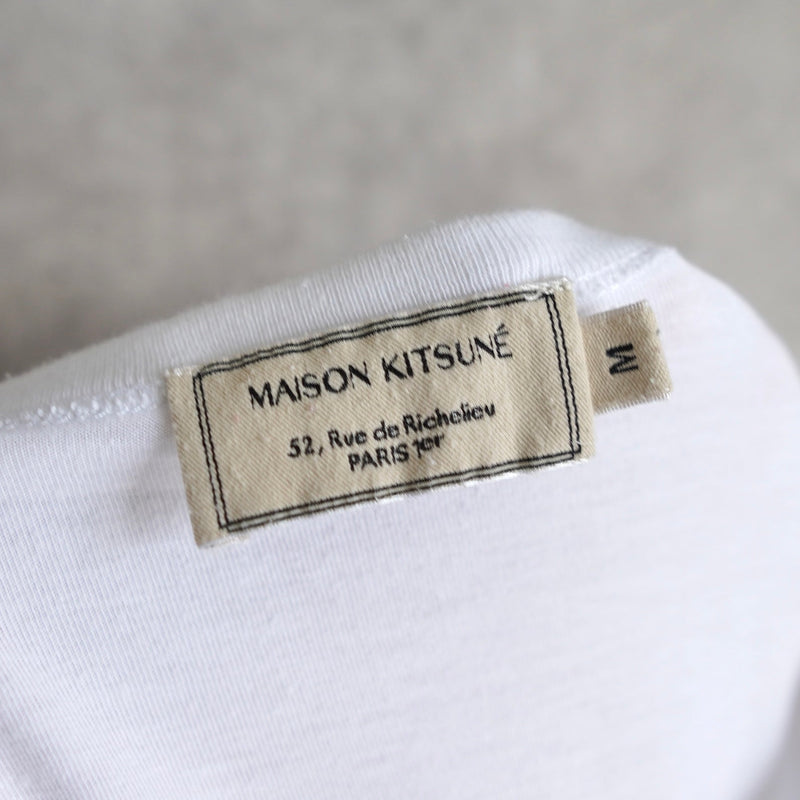 MAISON KITSUNÉ
52, Rue de Richelieu
PARIS 1er
M